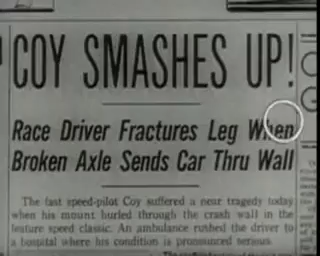 COY SMASHES UP!
Race Driver Fractures Leg When
Broken Axle Sends Car Thru Wall
The fast speed-pilot Coy suffered a near tragedy today
when his mount hurled through the crash wall in the
feature speed classic. An ambulance rushed the driver to
a hospital where his condition is pronounced serious.